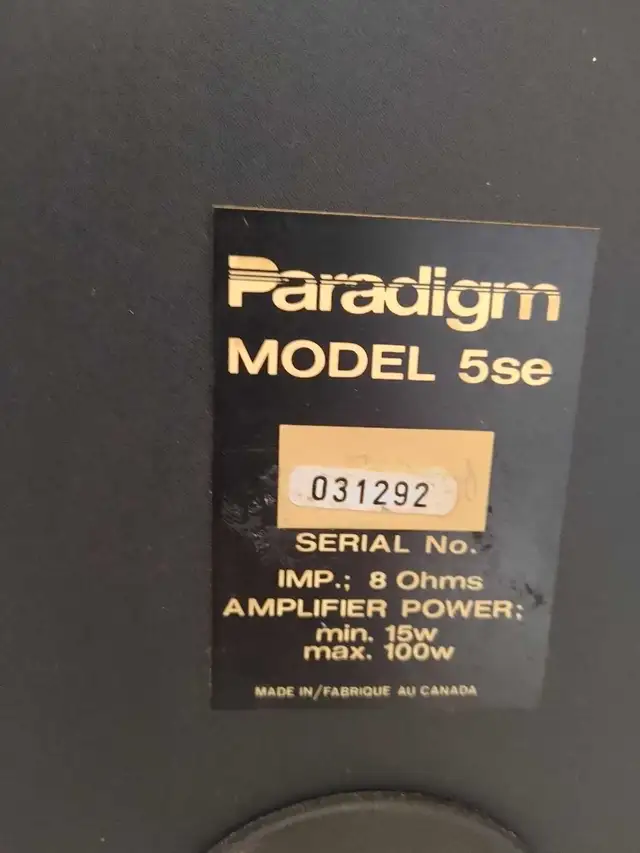 Paradigm
MODEL 5se
031292
SERIAL No.
IMP.; 8 Ohms
AMPLIFIER POWER:
min. 15w
max. 100w
MADE IN/FABRIQUE AU CANADA